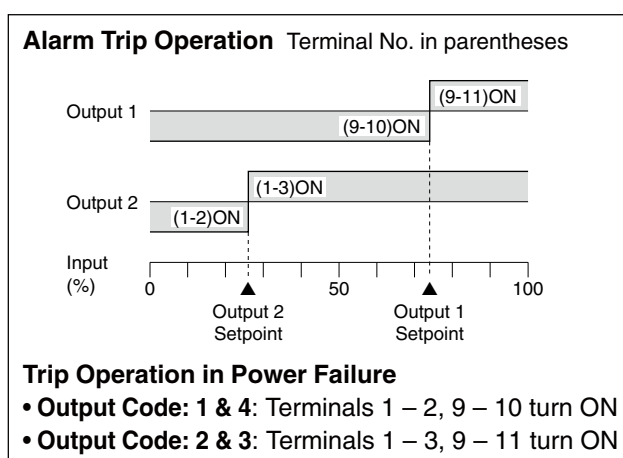 Alarm Trip Operation Terminal No. in parentheses
Output 1
(9-11)ON
(9-10)ON
Output 2
(1-3)ON
(1-2)ON
Input
(%)
0
50
100
Output 2
Setpoint
Output 1
Setpoint
Trip Operation in Power Failure
• Output Code: 1 & 4: Terminals 1 – 2, 9 – 10 turn ON
• Output Code: 2 & 3: Terminals 1 – 3, 9 – 11 turn ON